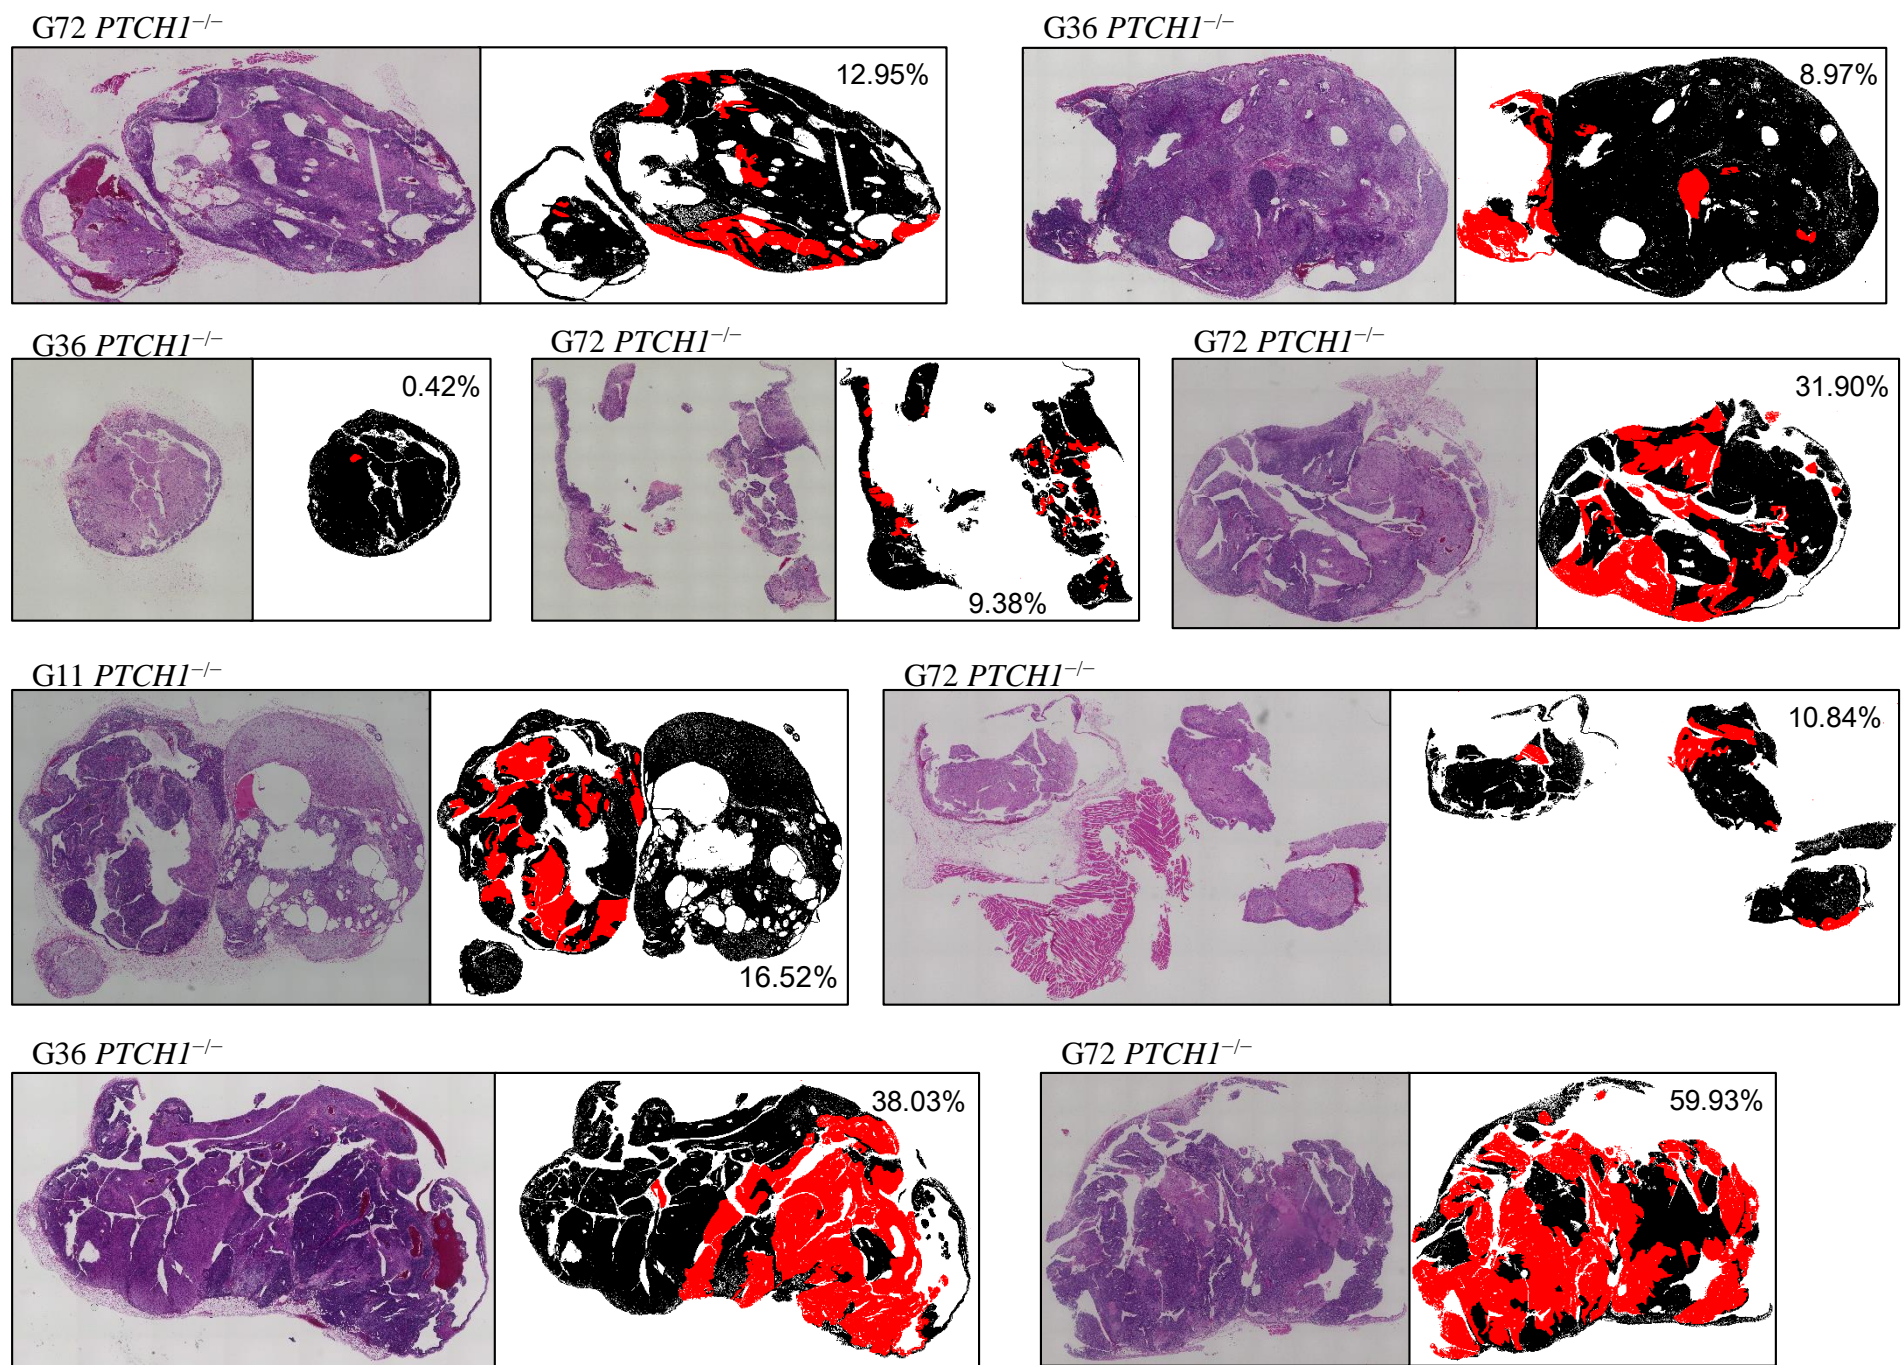 G72 PTCH1−/−
G36 PTCH1−/−
12.95%
8.97%
G36 PTCH1−/−
G72 PTCH1−/−
G72 PTCH1−/−
0.42%
9.38%
31.90%
G11 PTCH1−/−
G72 PTCH1−/−
16.52%
10.84%
G36 PTCH1−/−
G72 PTCH1−/−
38.03%
59.93%